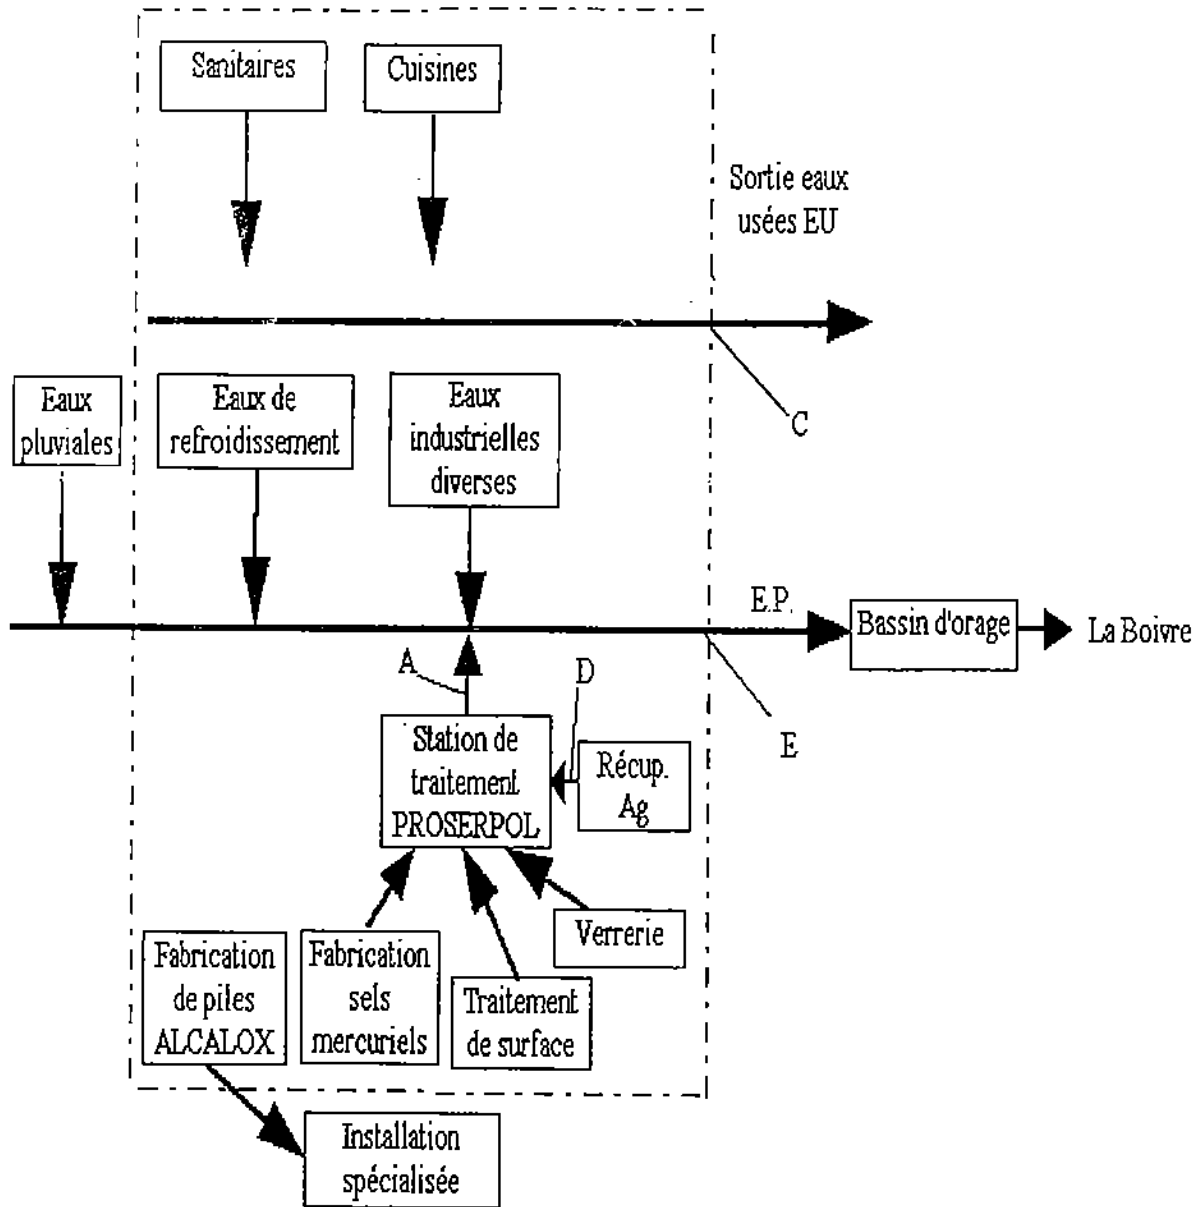 Sanitaires
Cuisines
Sortie eaux
usées EU
C
Eaux
pluviales
Eaux de
refroidissement
Eaux
industrielles
diverses
E.P.
Bassin d'orage
La Boivre
A
D
E
Station de
traitement
PROSERPOL
Récup.
Ag
Verrerie
Fabrication
de piles
ALCALOX
Fabrication
sels
mercuriels
Traitement
de surface
Installation
spécialisée